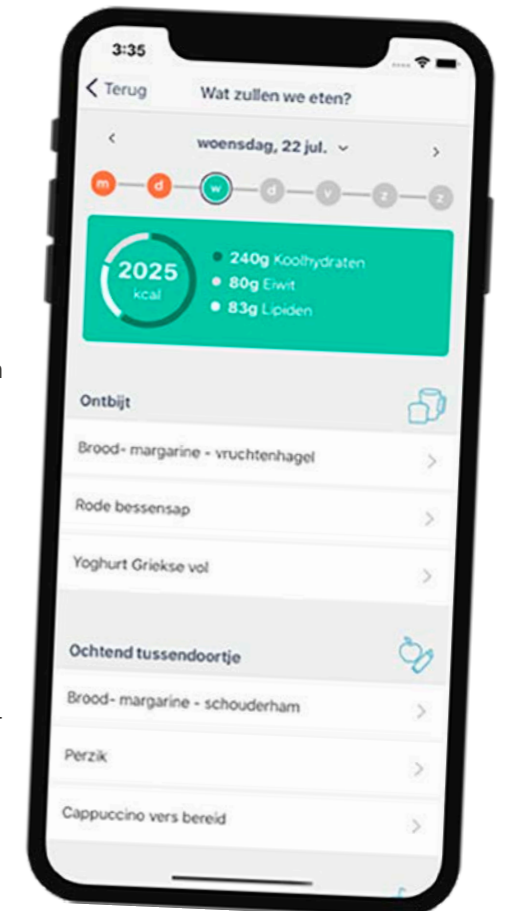 3:35
Terug
Wat zullen we eten?
woensdag, 22 jul.
m d w d v z z
2025
kcal
240g Koolhydraten
80g Eiwit
83g Lipiden
Ontbijt
Brood- margarine - vruchtenhagel
Rode bessensap
Yoghurt Griekse vol
Ochtend tussendoortje
Brood- margarine - schouderham
Perzik
Cappuccino vers bereid